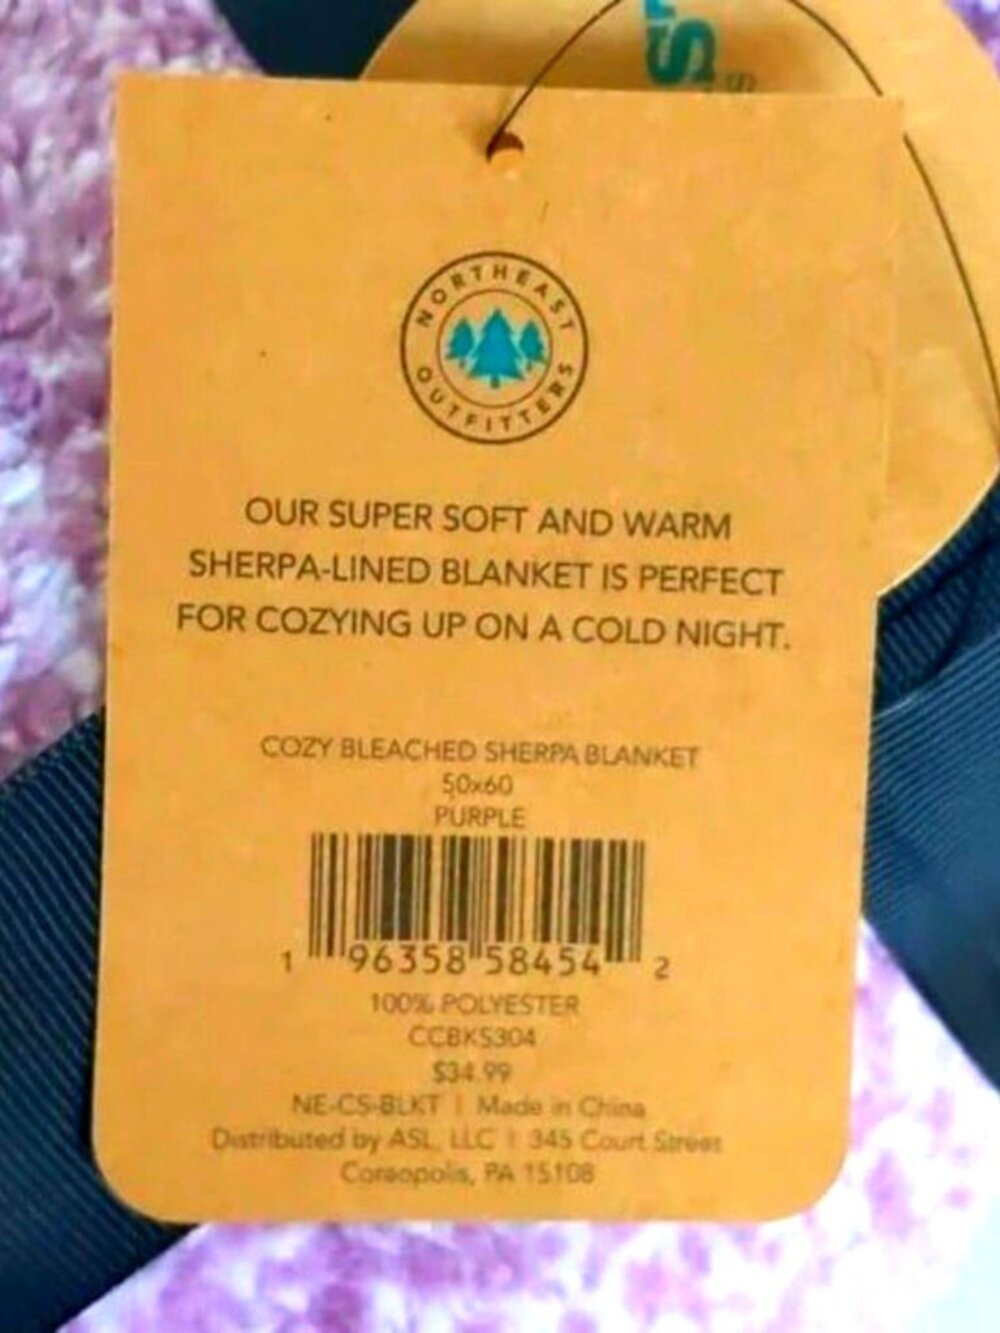 NORTHEAST
OUTFITTERS
OUR SUPER SOFT AND WARM
SHERPA-LINED BLANKET IS PERFECT
FOR COZYING UP ON A COLD NIGHT.
COZY BLEACHED SHERPA BLANKET
50x60
PURPLE
1 96358 58454 2
100% POLYESTER
CCBKS304
$34.99
NE-CS-BLKT | Made in China
Distributed by ASL, LLC | 345 Court Street
Coraopolis, PA 15108